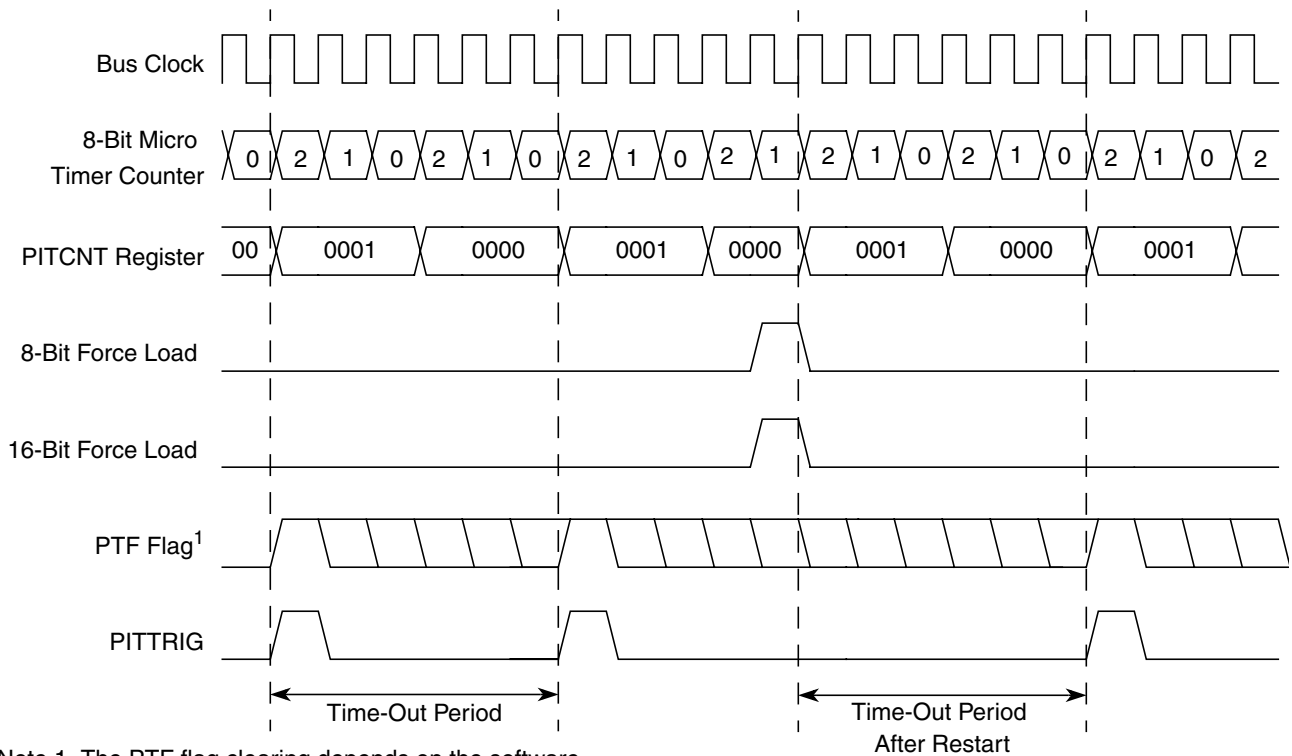 Bus Clock
8-Bit Micro
Timer Counter
0 2 1 0 2 1 0 2 1 0 2 1 2 1 0 2 1 0 2 1 0 2
PITCNT Register
00 0001 0000 0001 0000 0001 0000 0001
8-Bit Force Load
16-Bit Force Load
PTF Flag1
PITTRIG
Time-Out Period
Time-Out Period
After Restart
Note 1. The PTF flag clearing depends on the software